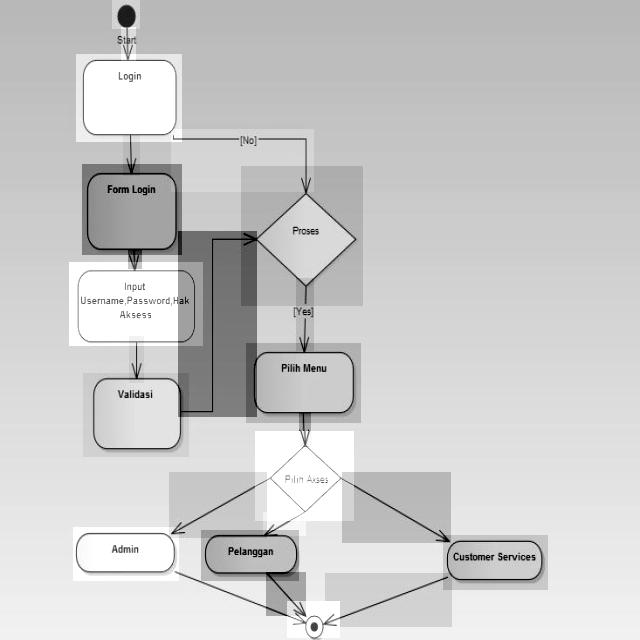 Start
Login
[No]
Form Login
Proses
Input
Username,Password,Hak
Aksess
[Yes]
Validasi
Pilih Menu
Pilih Akses
Admin
Pelanggan
Customer Services